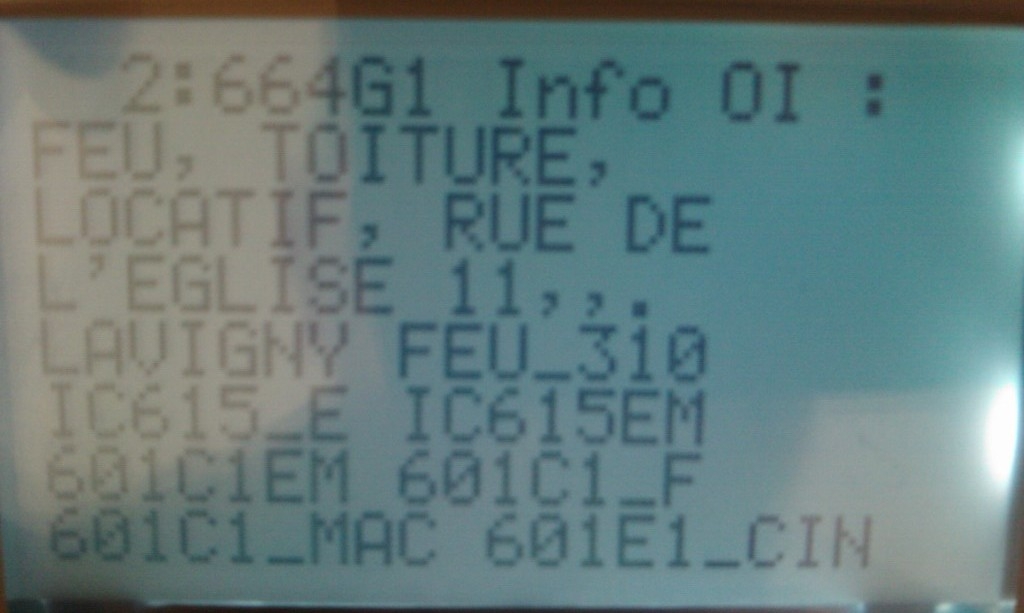 2:664G1 Info OI :
FEU, TOITURE,
LOCATIF, RUE DE
L'EGLISE 11,,.
LAVIGNY FEU_310
IC615_E IC615EM
601C1EM 601C1_F
601C1_MAC 601E1_CIN